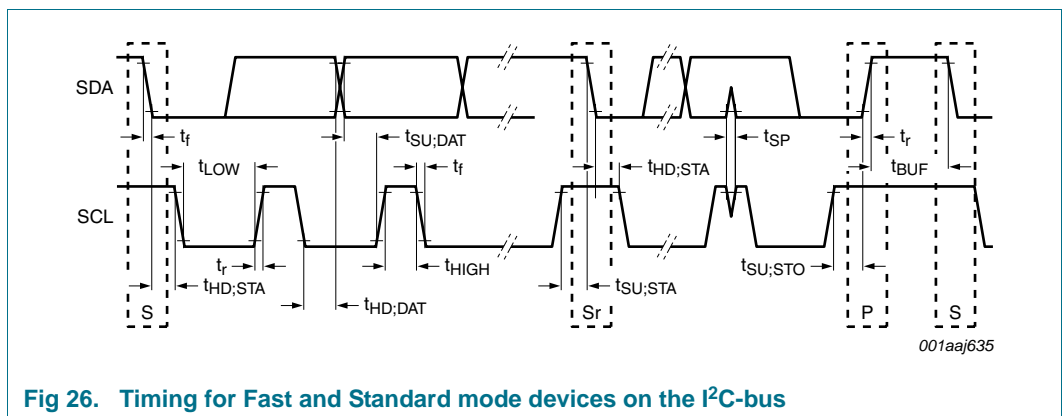 SDA
t_f
t_SU;DAT
t_SP
t_r
t_LOW
t_f
t_HD;STA
t_BUF
SCL
t_r
t_HIGH
t_SU;STO
t_HD;STA
t_HD;DAT
t_SU;STA
S
Sr
P
S
001aaj635
Fig 26. Timing for Fast and Standard mode devices on the I²C-bus